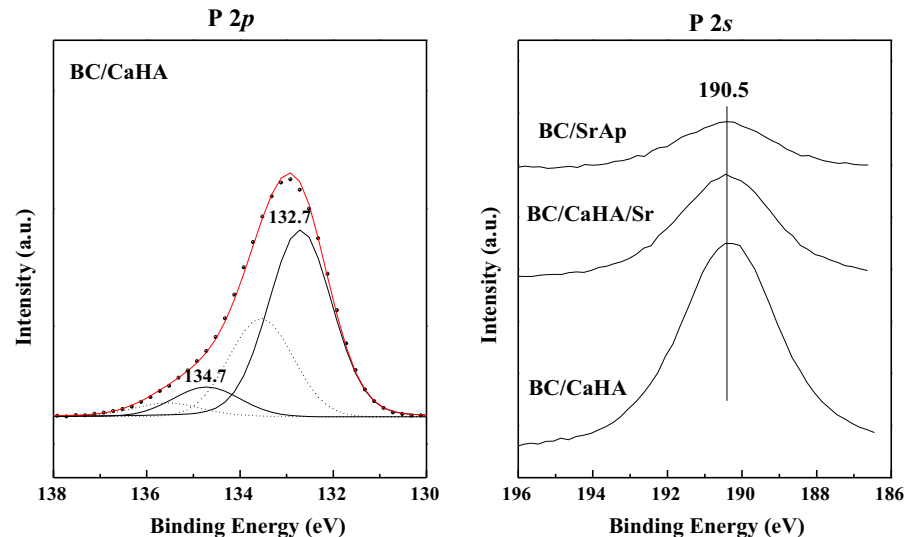 P 2p
BC/CaHA
132.7
134.7
Intensity (a.u.)
138 136 134 132 130
Binding Energy (eV)
P 2s
190.5
BC/SrAp
BC/CaHA/Sr
BC/CaHA
Intensity (a.u.)
196 194 192 190 188 186
Binding Energy (eV)